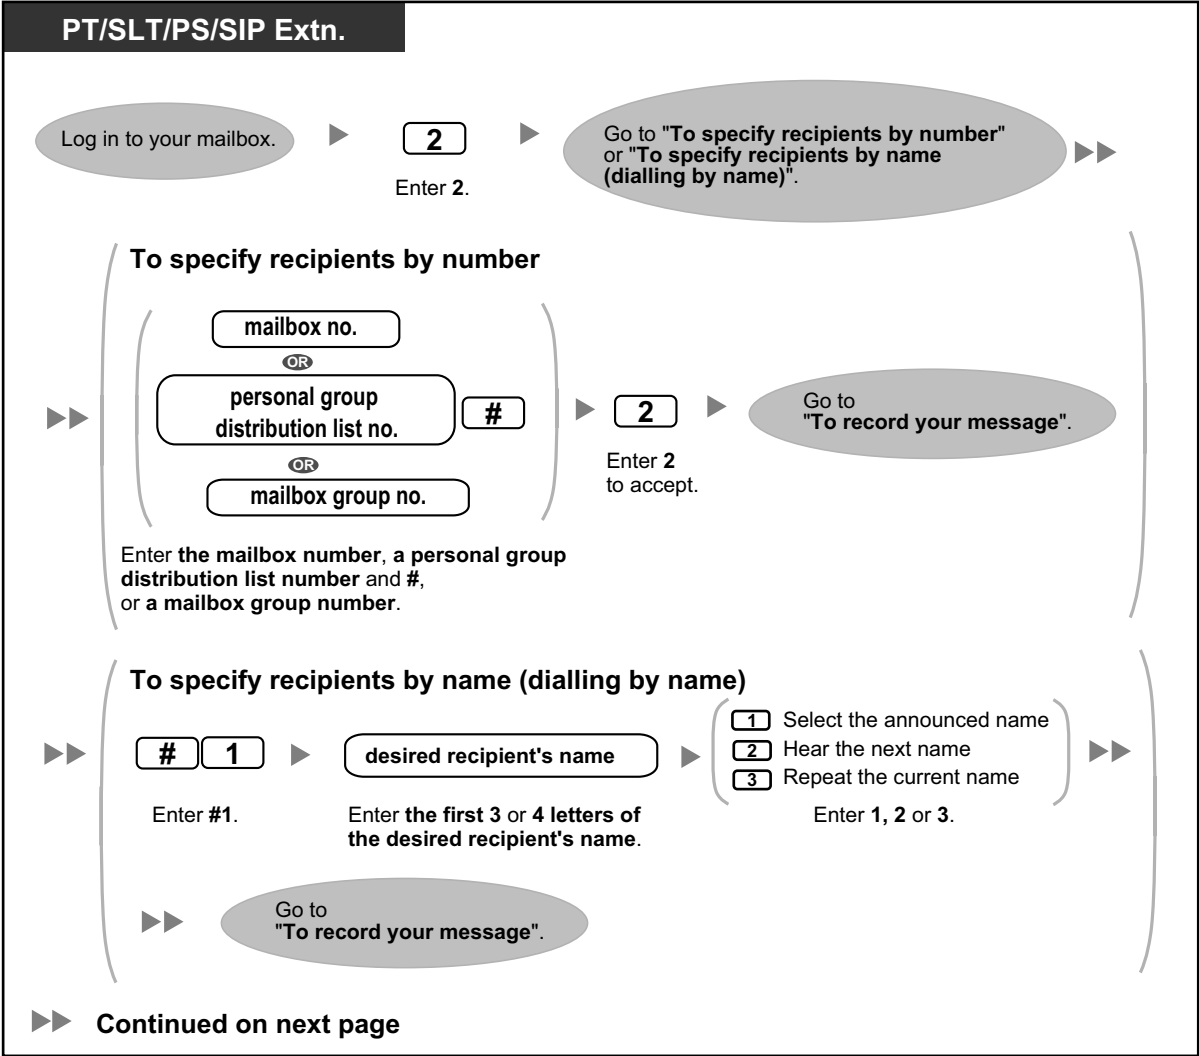 PT/SLT/PS/SIP Extn.
Log in to your mailbox.
2
Enter 2.
Go to "To specify recipients by number"
or "To specify recipients by name
(dialling by name)".
To specify recipients by number
mailbox no.
OR
personal group
distribution list no.
#
OR
mailbox group no.
Enter the mailbox number, a personal group
distribution list number and #,
or a mailbox group number.
2
Enter 2
to accept.
Go to
"To record your message".
To specify recipients by name (dialling by name)
# 1
Enter #1.
desired recipient's name
Enter the first 3 or 4 letters of
the desired recipient's name.
1 Select the announced name
2 Hear the next name
3 Repeat the current name
Enter 1, 2 or 3.
Go to
"To record your message".
Continued on next page